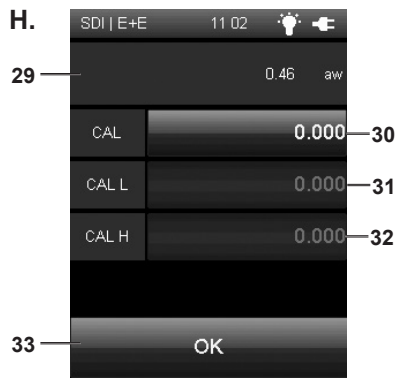 H.
SDI | E+E 11 02
29 0.46 aw
CAL 0.000 30
CAL L 0.000 31
CAL H 0.000 32
33 OK